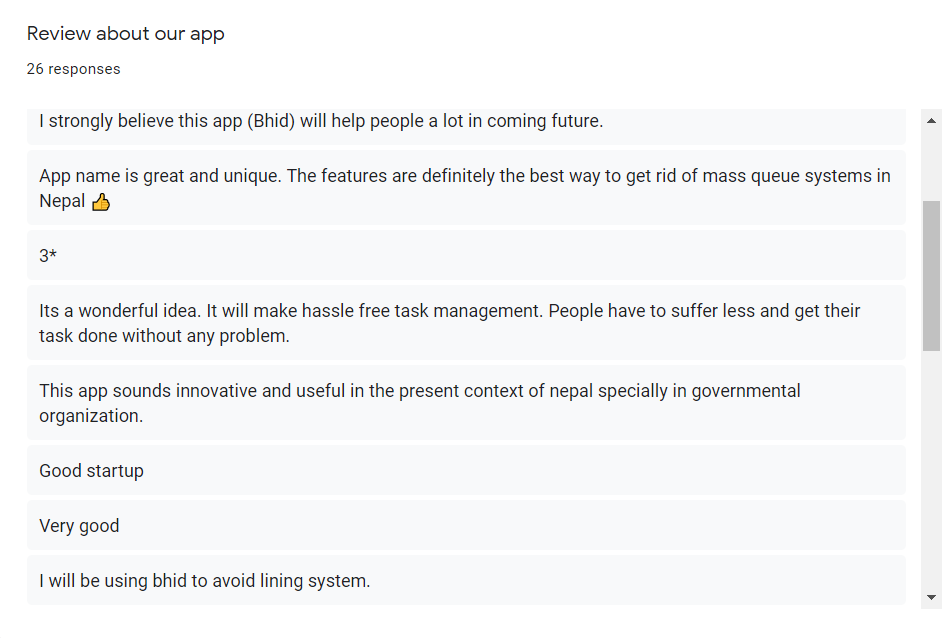 Review about our app
26 responses
I strongly believe this app (Bhid) will help people a lot in coming future.
App name is great and unique. The features are definitely the best way to get rid of mass queue systems in
Nepal 👍
3*
Its a wonderful idea. It will make hassle free task management. People have to suffer less and get their
task done without any problem.
This app sounds innovative and useful in the present context of nepal specially in governmental
organization.
Good startup
Very good
I will be using bhid to avoid lining system.